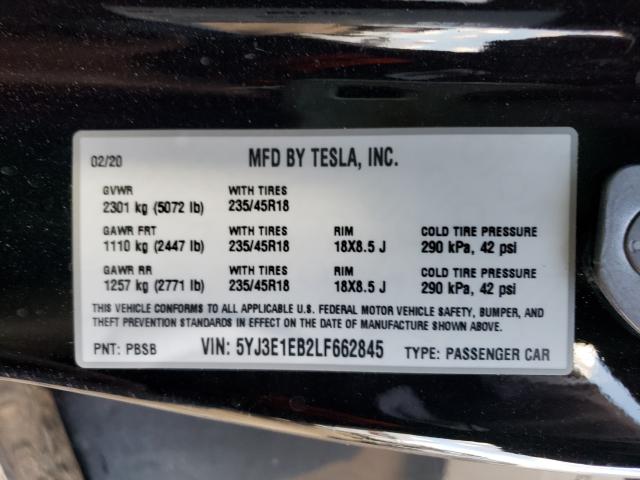 02/20 MFD BY TESLA, INC.
GVWR WITH TIRES
2301 kg (5072 lb) 235/45R18
GAWR FRT WITH TIRES RIM COLD TIRE PRESSURE
1110 kg (2447 lb) 235/45R18 18X8.5 J 290 kPa, 42 psi
GAWR RR WITH TIRES RIM COLD TIRE PRESSURE
1257 kg (2771 lb) 235/45R18 18X8.5 J 290 kPa, 42 psi
THIS VEHICLE CONFORMS TO ALL APPLICABLE U.S. FEDERAL MOTOR VEHICLE SAFETY, BUMPER, AND
THEFT PREVENTION STANDARDS IN EFFECT ON THE DATE OF MANUFACTURE SHOWN ABOVE.
PNT: PBSB VIN: 5YJ3E1EB2LF662845 TYPE: PASSENGER CAR